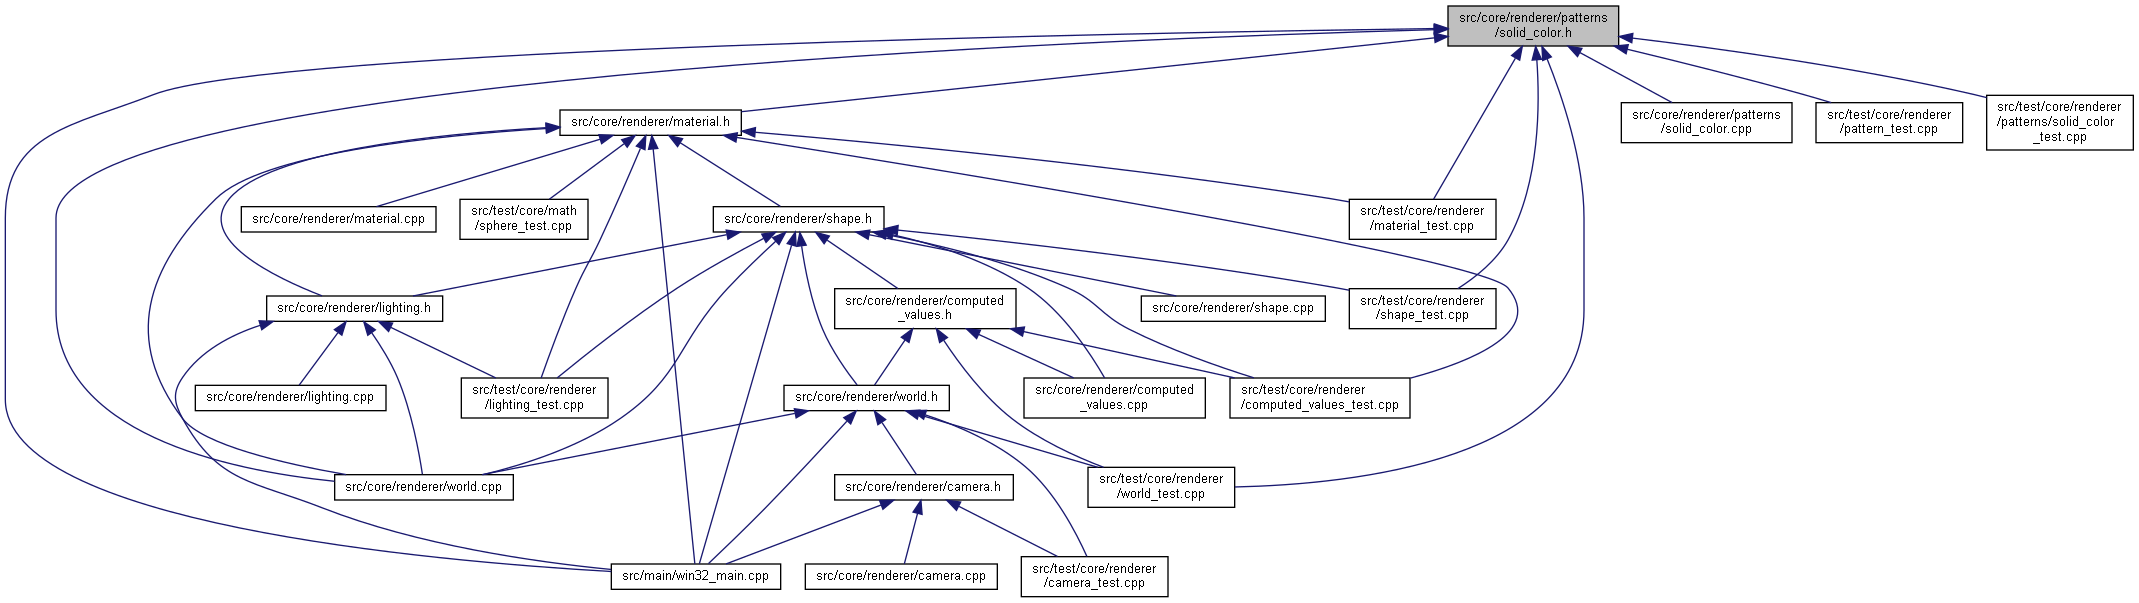 src/core/renderer/patterns
/solid_color.h
src/core/renderer/material.h
src/core/renderer/patterns
/solid_color.cpp
src/test/core/renderer
/pattern_test.cpp
src/test/core/renderer
/patterns/solid_color
_test.cpp
src/core/renderer/material.cpp
src/test/core/math
/sphere_test.cpp
src/core/renderer/shape.h
src/test/core/renderer
/material_test.cpp
src/core/renderer/lighting.h
src/core/renderer/computed
_values.h
src/core/renderer/shape.cpp
src/test/core/renderer
/shape_test.cpp
src/core/renderer/lighting.cpp
src/test/core/renderer
/lighting_test.cpp
src/core/renderer/world.h
src/core/renderer/computed
_values.cpp
src/test/core/renderer
/computed_values_test.cpp
src/core/renderer/world.cpp
src/core/renderer/camera.h
src/test/core/renderer
/world_test.cpp
src/main/win32_main.cpp
src/core/renderer/camera.cpp
src/test/core/renderer
/camera_test.cpp